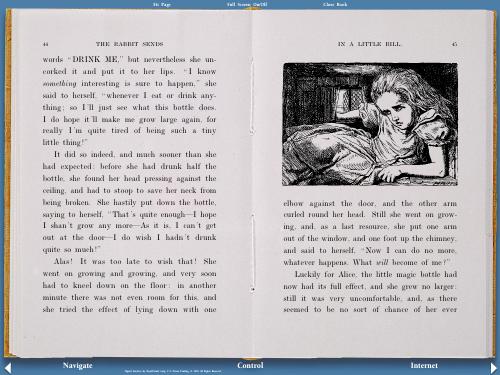 Full Screen On/Off
Close Book
44 THE RABBIT SENDS
words "DRINK ME," but nevertheless she un-
corked it and put it to her lips. "I know
something interesting is sure to happen," she
said to herself, "whenever I eat or drink any-
thing; so I'll just see what this bottle does.
I do hope it'll make me grow large again, for
really I'm quite tired of being such a tiny
little thing!"
It did so indeed, and much sooner than she
had expected: before she had drunk half the
bottle, she found her head pressing against the
ceiling, and had to stoop to save her neck from
being broken. She hastily put down the bottle,
saying to herself, "That's quite enough—I hope
I shan't grow any more—As it is, I can't get
out at the door—I do wish I hadn't drunk
quite so much!"
Alas! It was too late to wish that! She
went on growing and growing, and very soon
had to kneel down on the floor: in another
minute there was not even room for this, and
she tried the effect of lying down with one
IN A LITTLE BILL. 45
elbow against the door, and the other arm
curled round her head. Still she went on grow-
ing, and, as a last resource, she put one arm
out of the window, and one foot up the chimney,
and said to herself, "Now I can do no more,
whatever happens. What will become of me?"
Luckily for Alice, the little magic bottle had
now had its full effect, and she grew no larger:
still it was very uncomfortable, and, as there
seemed to be no sort of chance of her ever
Navigate
Control
Internet